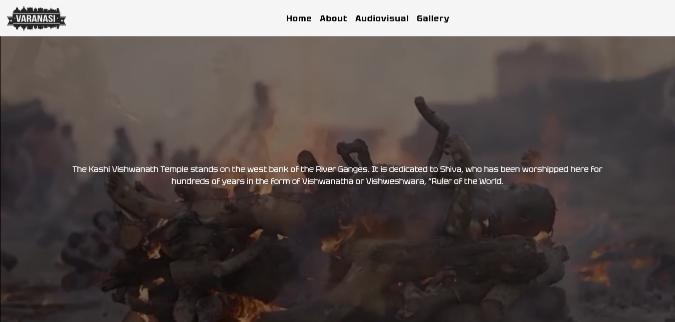 VARANASI
Home About Audiovisual Gallery
The Kashi Vishwanath Temple stands on the west bank of the River Ganges. It is dedicated to Shiva, who has been worshipped here for
hundreds of years in the form of Vishwanatha or Vishweshwara, "Ruler of the World.